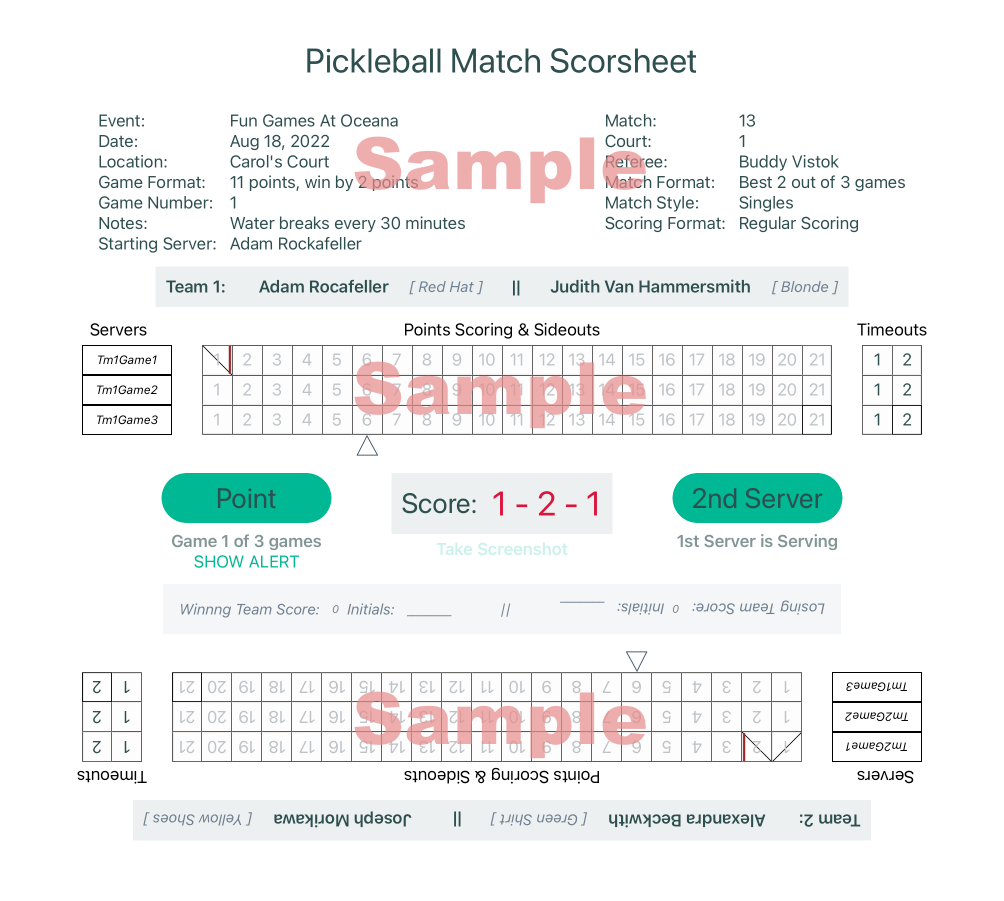 Pickleball Match Scorsheet
Event: Fun Games At Oceana
Date: Aug 18, 2022
Location: Carol's Court
Game Format: 11 points, win by 2 points
Game Number: 1
Notes: Water breaks every 30 minutes
Starting Server: Adam Rockafeller
Match: 13
Court: 1
Referee: Buddy Vistok
Match Format: Best 2 out of 3 games
Match Style: Singles
Scoring Format: Regular Scoring
Sample
Team 1: Adam Rocafeller [ Red Hat ] || Judith Van Hammersmith [ Blonde ]
Servers Points Scoring & Sideouts Timeouts
Tm1Game1 1 2 3 4 5 6 7 8 9 10 11 12 13 14 15 16 17 18 19 20 21 1 2
Tm1Game2 1 2 3 4 5 6 7 8 9 10 11 12 13 14 15 16 17 18 19 20 21 1 2
Tm1Game3 1 2 3 4 5 6 7 8 9 10 11 12 13 14 15 16 17 18 19 20 21 1 2
Sample
Point Score: 1 - 2 - 1 2nd Server
Game 1 of 3 games Take Screenshot 1st Server is Serving
SHOW ALERT
Winnng Team Score: 0 Initials: ______ || Losing Team Score: 0 Initials: ______
Team 2: Alexandra Beckwith [ Green Shirt ] || Joseph Morikawa [ Yellow Shoes ]
Servers Points Scoring & Sideouts Timeouts
Tm2Game1 1 2 3 4 5 6 7 8 9 10 11 12 13 14 15 16 17 18 19 20 21 1 2
Tm2Game2 1 2 3 4 5 6 7 8 9 10 11 12 13 14 15 16 17 18 19 20 21 1 2
Tm1Game3 1 2 3 4 5 6 7 8 9 10 11 12 13 14 15 16 17 18 19 20 21 1 2
Sample